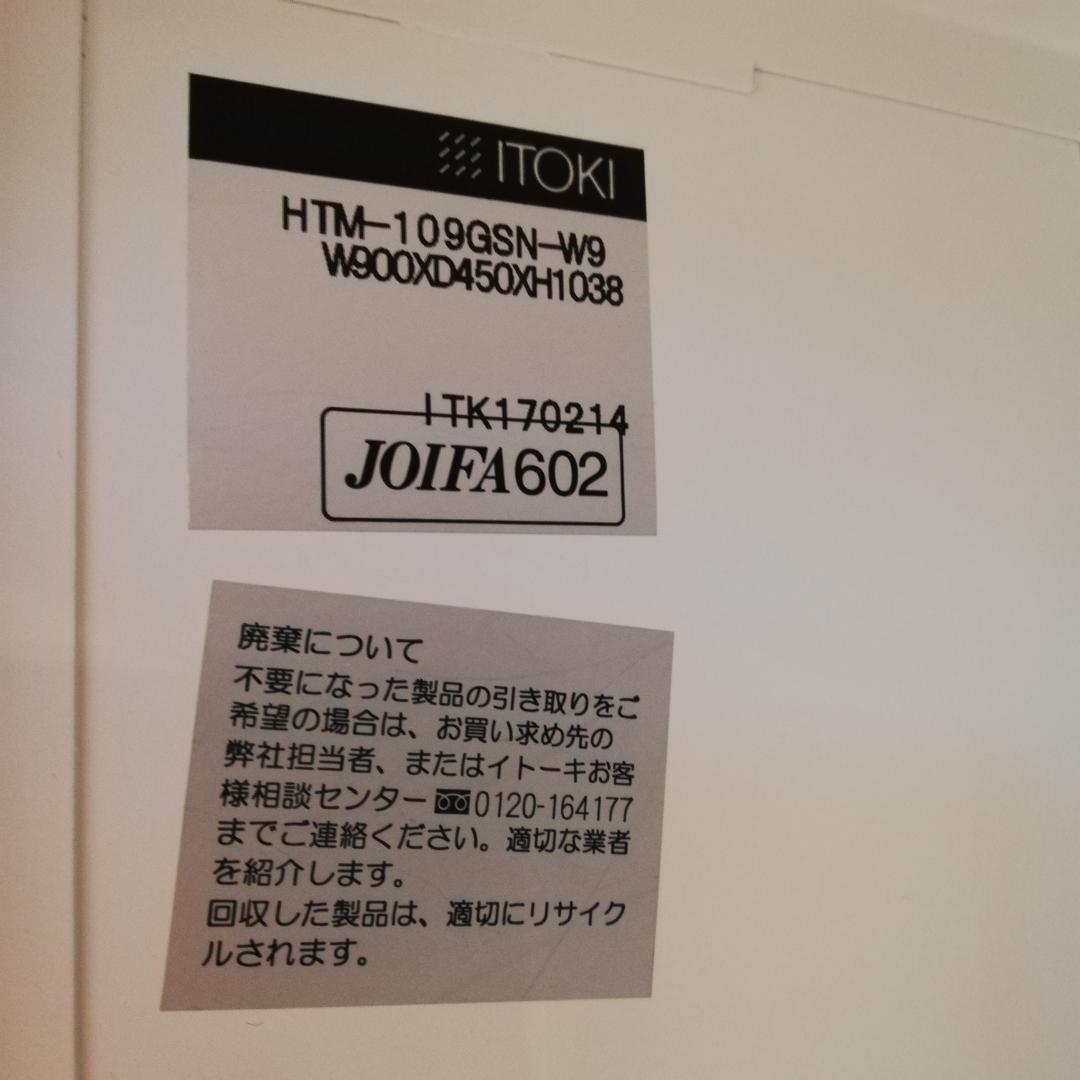 ITOKI
HTM-109GSN-W9
W900XD450XH1038
ITK170214
JOIFA602
廃棄について
不要になった製品の引き取りをご
希望の場合は、お買い求め先の
弊社担当者、またはイトーキお客
様相談センター0120-164177
までご連絡ください。適切な業者
を紹介します。
回収した製品は、適切にリサイク
ルされます。